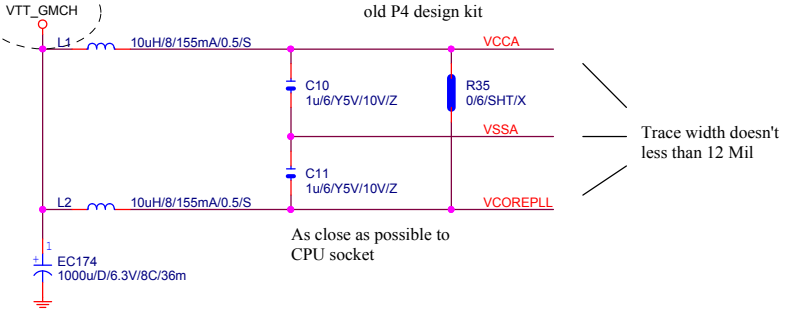 VTT_GMCH
old P4 design kit
L1
10uH/8/155mA/0.5/S
VCCA
C10
1u/6/Y5V/10V/Z
R35
0/6/SHT/X
VSSA
Trace width doesn't
less than 12 Mil
C11
1u/6/Y5V/10V/Z
L2
10uH/8/155mA/0.5/S
VCOREPLL
As close as possible to
CPU socket
1
+
EC174
1000u/D/6.3V/8C/36m